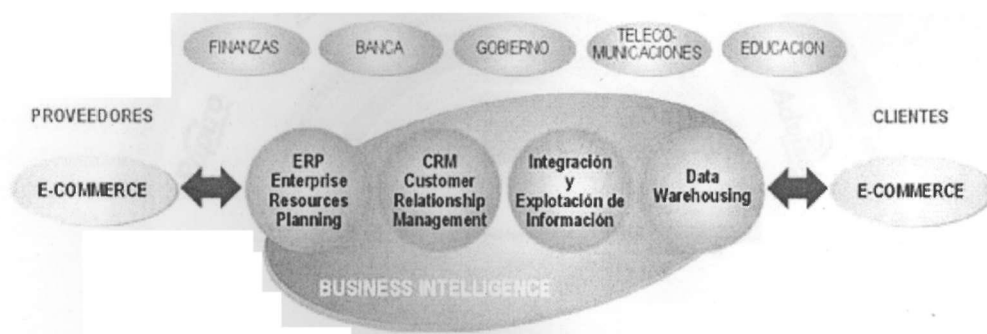 FINANZAS
BANCA
GOBIERNO
TELECO-
MUNICACIONES
EDUCACION
PROVEEDORES
CLIENTES
E-COMMERCE
ERP
Enterprise
Resources
Planning
CRM
Customer
Relationship
Management
Integración
y
Explotación de
Información
Data
Warehousing
E-COMMERCE
BUSINESS INTELLIGENCE